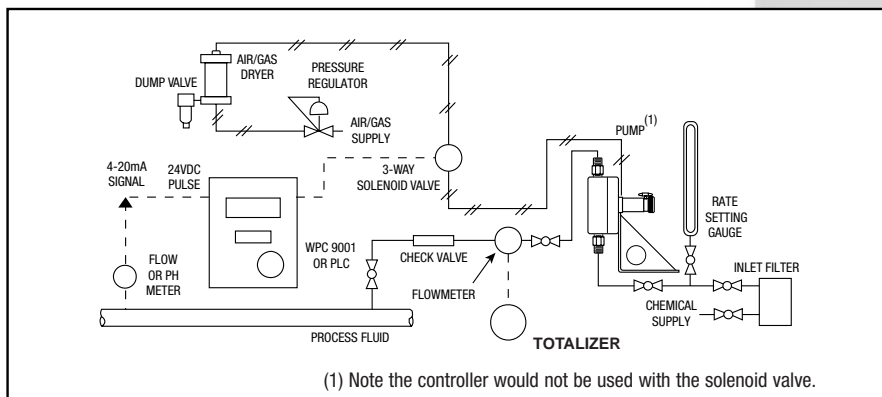 AIR/GAS
DRYER
PRESSURE
REGULATOR
DUMP VALVE
AIR/GAS
SUPPLY
PUMP(1)
4-20mA
SIGNAL
24VDC
PULSE
3-WAY
SOLENOID VALVE
RATE
SETTING
GAUGE
FLOW
OR PH
METER
WPC 9001
OR PLC
CHECK VALVE
FLOWMETER
INLET FILTER
CHEMICAL
SUPPLY
PROCESS FLUID
TOTALIZER
(1) Note the controller would not be used with the solenoid valve.